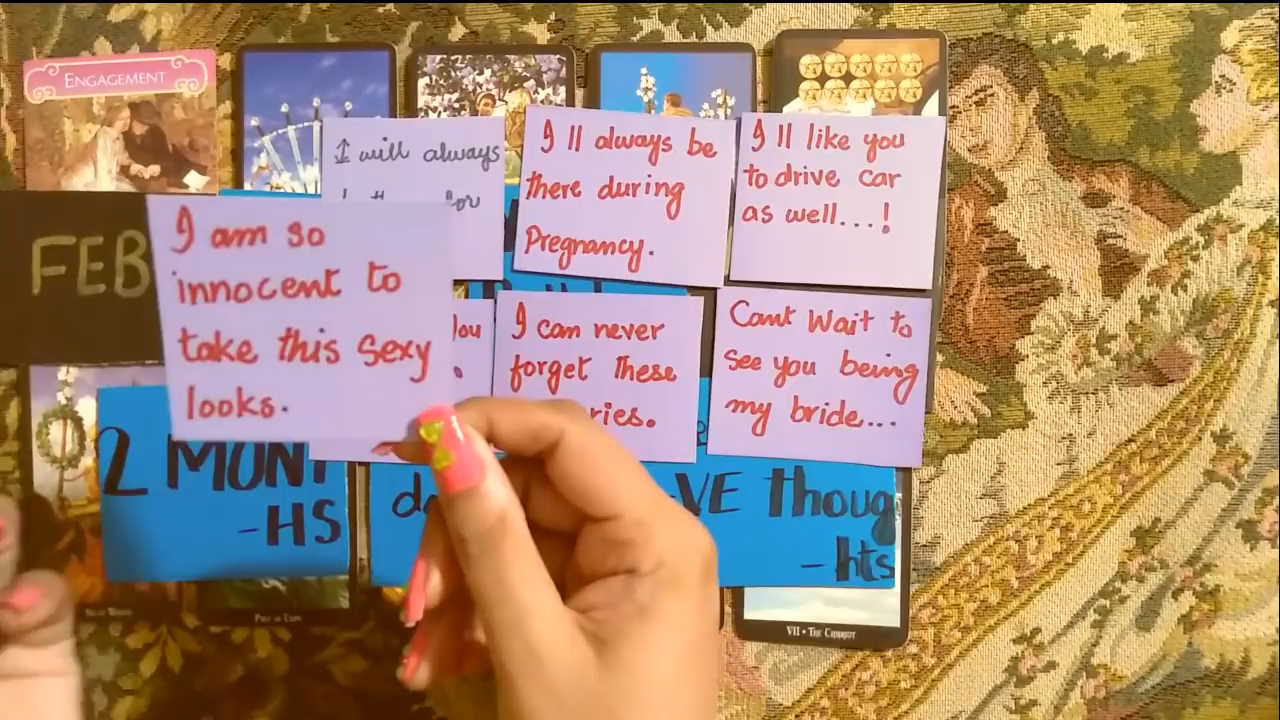 ENGAGEMENT
I will always
for
I ll always be
there during
Pregnancy.
I ll like you
to drive car
as well...!
FEB
I am so
innocent to
take this sexy
looks.
You
I can never
forget these
Cant Wait to
see you being
my bride...
2 MONT
-HS
VE thoug
- hts
VII • THE CHARIOT